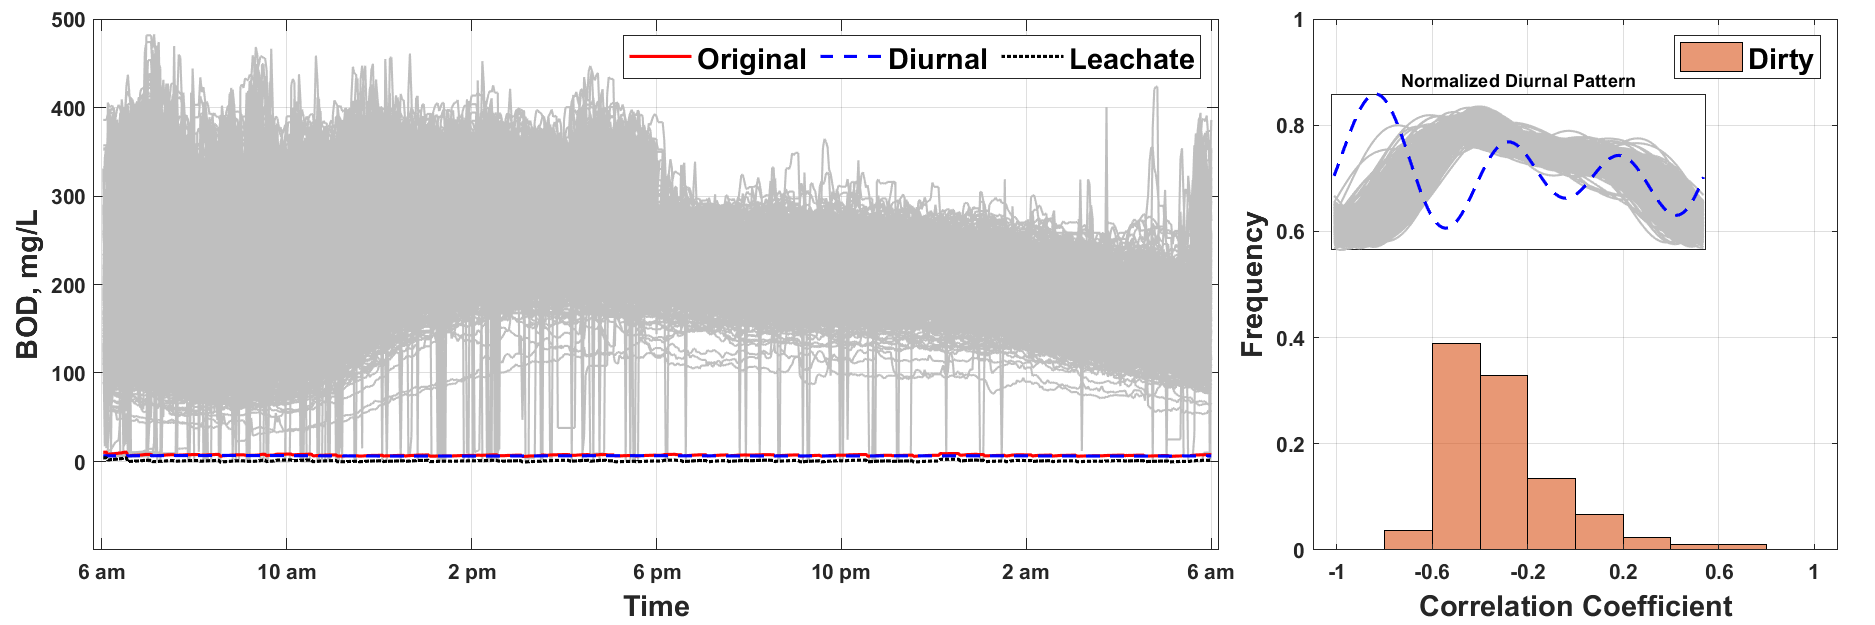 500
400
300
200
100
0
BOD, mg/L
Original Diurnal Leachate
6 am 10 am 2 pm 6 pm 10 pm 2 am 6 am
Time
1
0.8
0.6
0.4
0.2
0
Frequency
Dirty
Normalized Diurnal Pattern
-1 -0.6 -0.2 0.2 0.6 1
Correlation Coefficient